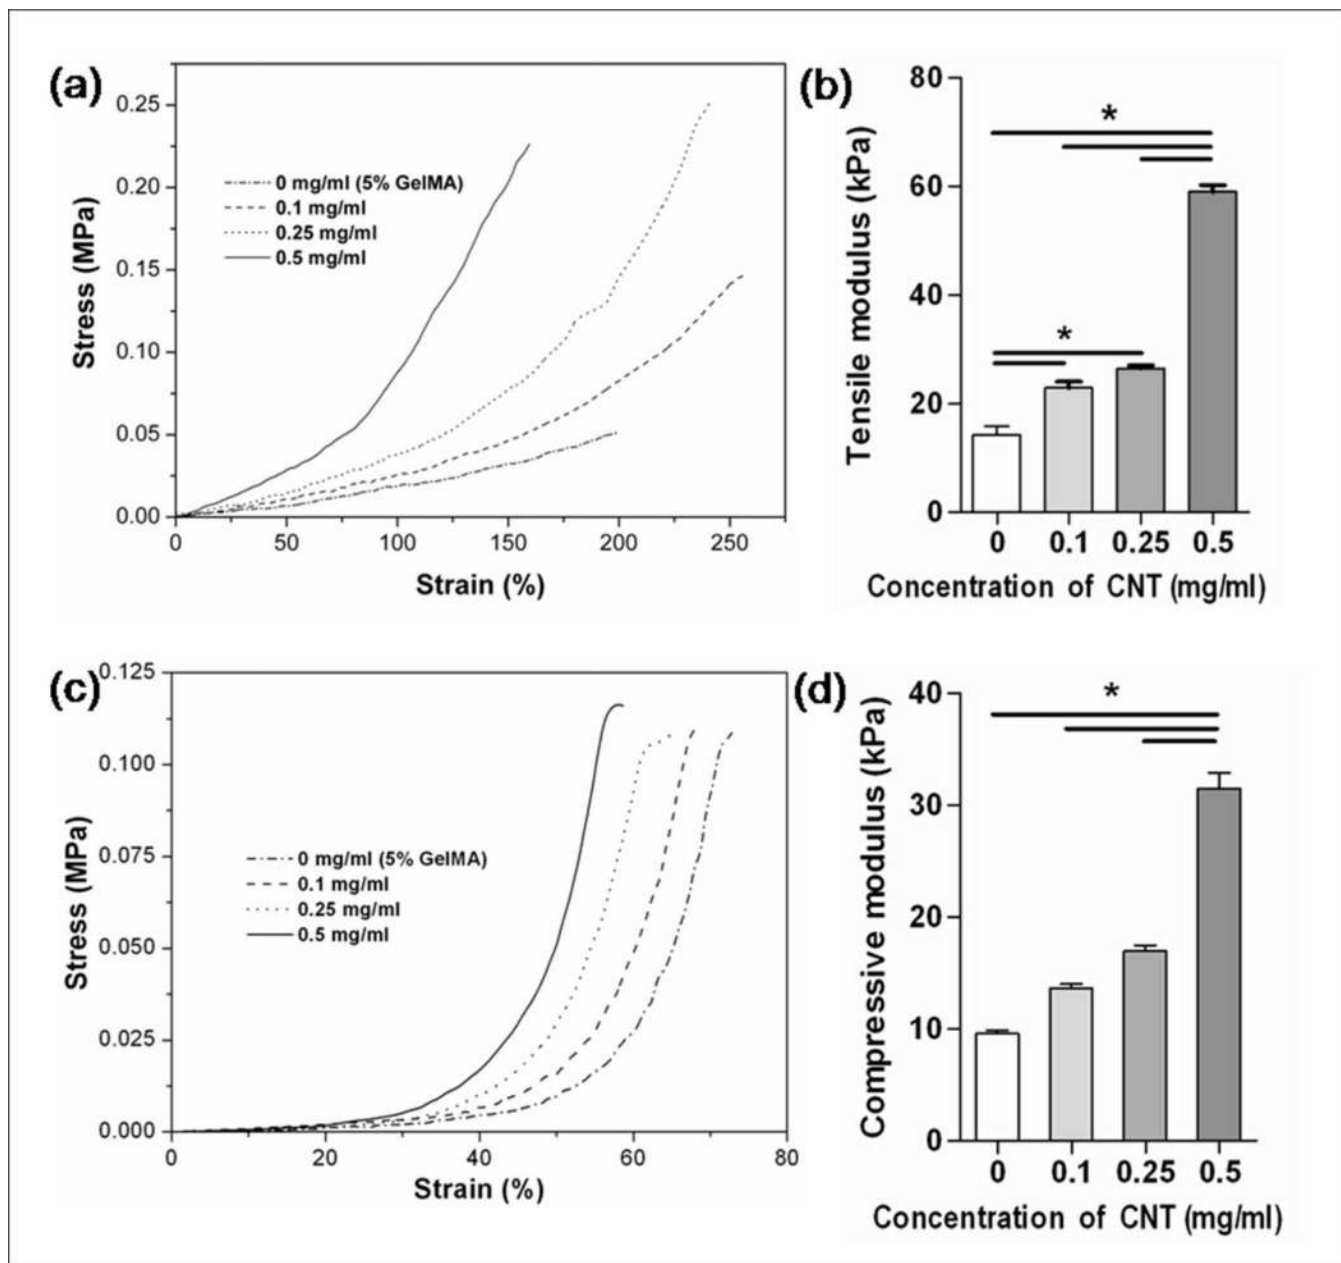 (a)
0.25
0.20
0.15
0.10
0.05
0.00
Stress (MPa)
0 mg/ml (5% GelMA)
0.1 mg/ml
0.25 mg/ml
0.5 mg/ml
0 50 100 150 200 250
Strain (%)
(b)
80
60
40
20
0
Tensile modulus (kPa)
*
*
0 0.1 0.25 0.5
Concentration of CNT (mg/ml)
(c)
0.125
0.100
0.075
0.050
0.025
0.000
Stress (MPa)
0 mg/ml (5% GelMA)
0.1 mg/ml
0.25 mg/ml
0.5 mg/ml
0 20 40 60 80
Strain (%)
(d)
40
30
20
10
0
Compressive modulus (kPa)
*
0 0.1 0.25 0.5
Concentration of CNT (mg/ml)